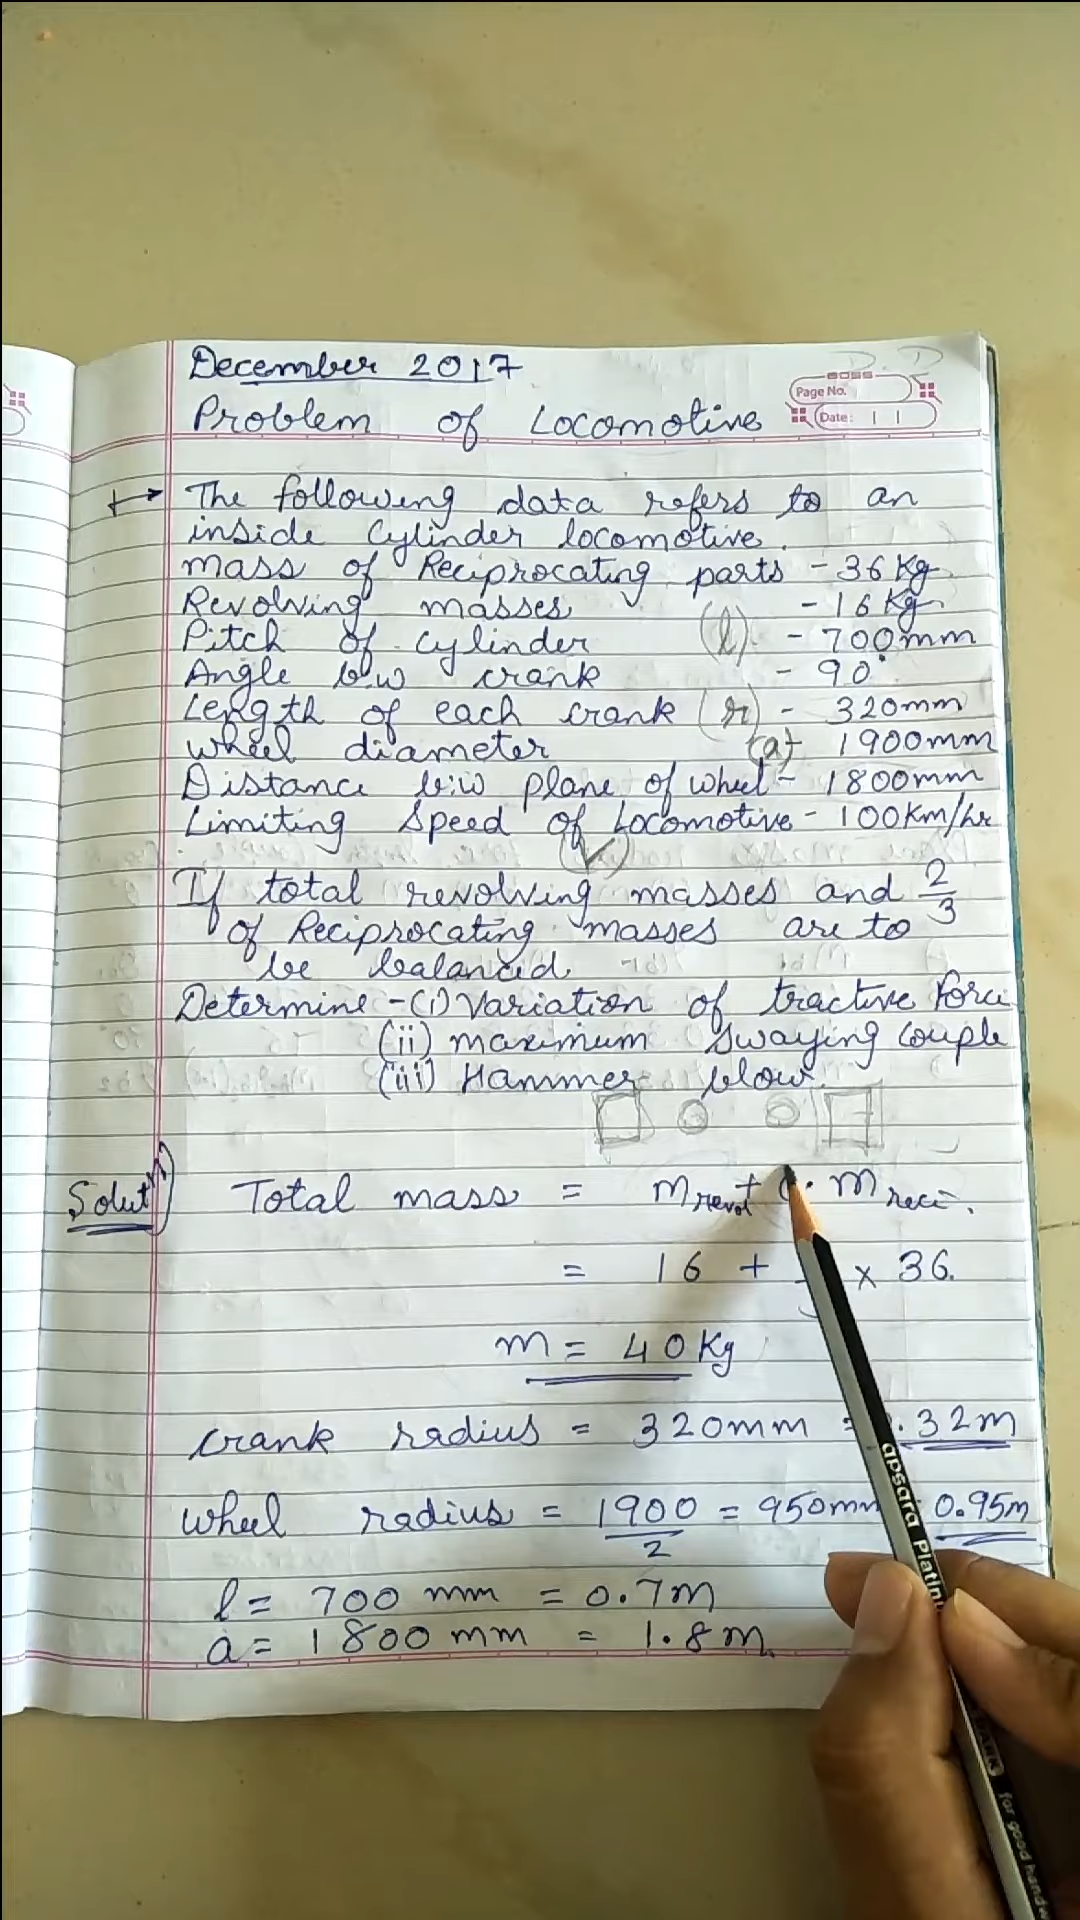 December 2017
Problem of Locomotive
BOSS
Page No.
Date:
The following data refers to an
inside Cylinder locomotive.
Mass of Reciprocating parts - 36 Kg
Revolving masses - 16 Kg
Pitch of cylinder (l) - 700mm
Angle b/w crank - 90°
Length of each crank (r) - 320mm
wheel diameter 1900mm
(a)
Distance b/w plane of wheel - 1800mm
Limiting Speed of Locomotive - 100Km/hr
If total revolving masses and 2/3
of Reciprocating masses are to
be balanced
Determine - (i) Variation of tractive Force
(ii) maximum Swaying Couple
(iii) Hammer blow.
Solutⁿ) Total mass = m revol + . m reci.
= 16 + × 36.
m = 40 Kg
crank radius = 320mm = .32m
wheel radius = 1900/2 = 950mm 0.95m
l = 700 mm = 0.7m
a = 1800 mm = 1.8m.
apsara Platin
for good handw